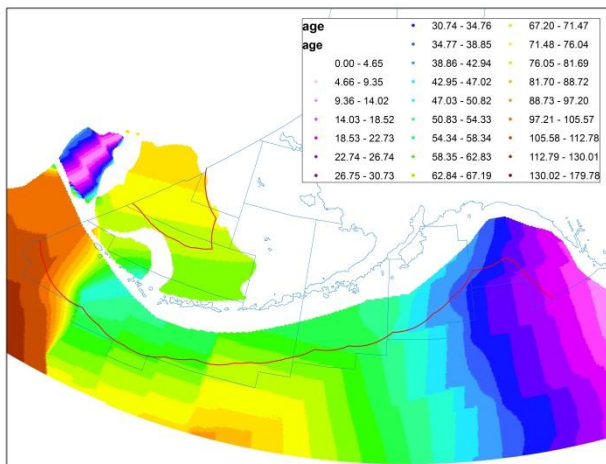 age
age
0.00 - 4.65
4.66 - 9.35
9.36 - 14.02
14.03 - 18.52
18.53 - 22.73
22.74 - 26.74
26.75 - 30.73
30.74 - 34.76
34.77 - 38.85
38.86 - 42.94
42.95 - 47.02
47.03 - 50.82
50.83 - 54.33
54.34 - 58.34
58.35 - 62.83
62.84 - 67.19
67.20 - 71.47
71.48 - 76.04
76.05 - 81.69
81.70 - 88.72
88.73 - 97.20
97.21 - 105.57
105.58 - 112.78
112.79 - 130.01
130.02 - 179.78